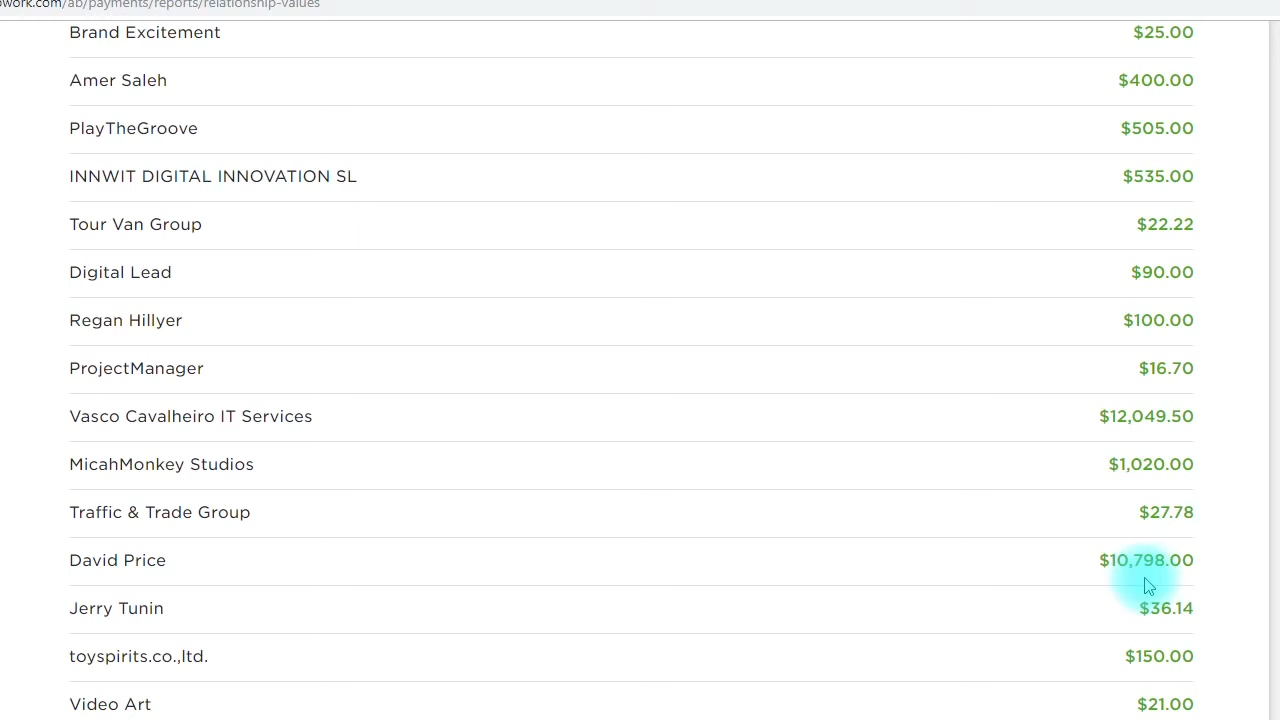 work.com/ab/payments/reports/relationship-values
Brand Excitement $25.00
Amer Saleh $400.00
PlayTheGroove $505.00
INNWIT DIGITAL INNOVATION SL $535.00
Tour Van Group $22.22
Digital Lead $90.00
Regan Hillyer $100.00
ProjectManager $16.70
Vasco Cavalheiro IT Services $12,049.50
MicahMonkey Studios $1,020.00
Traffic & Trade Group $27.78
David Price $10,798.00
Jerry Tunin $36.14
toyspirits.co.,ltd. $150.00
Video Art $21.00